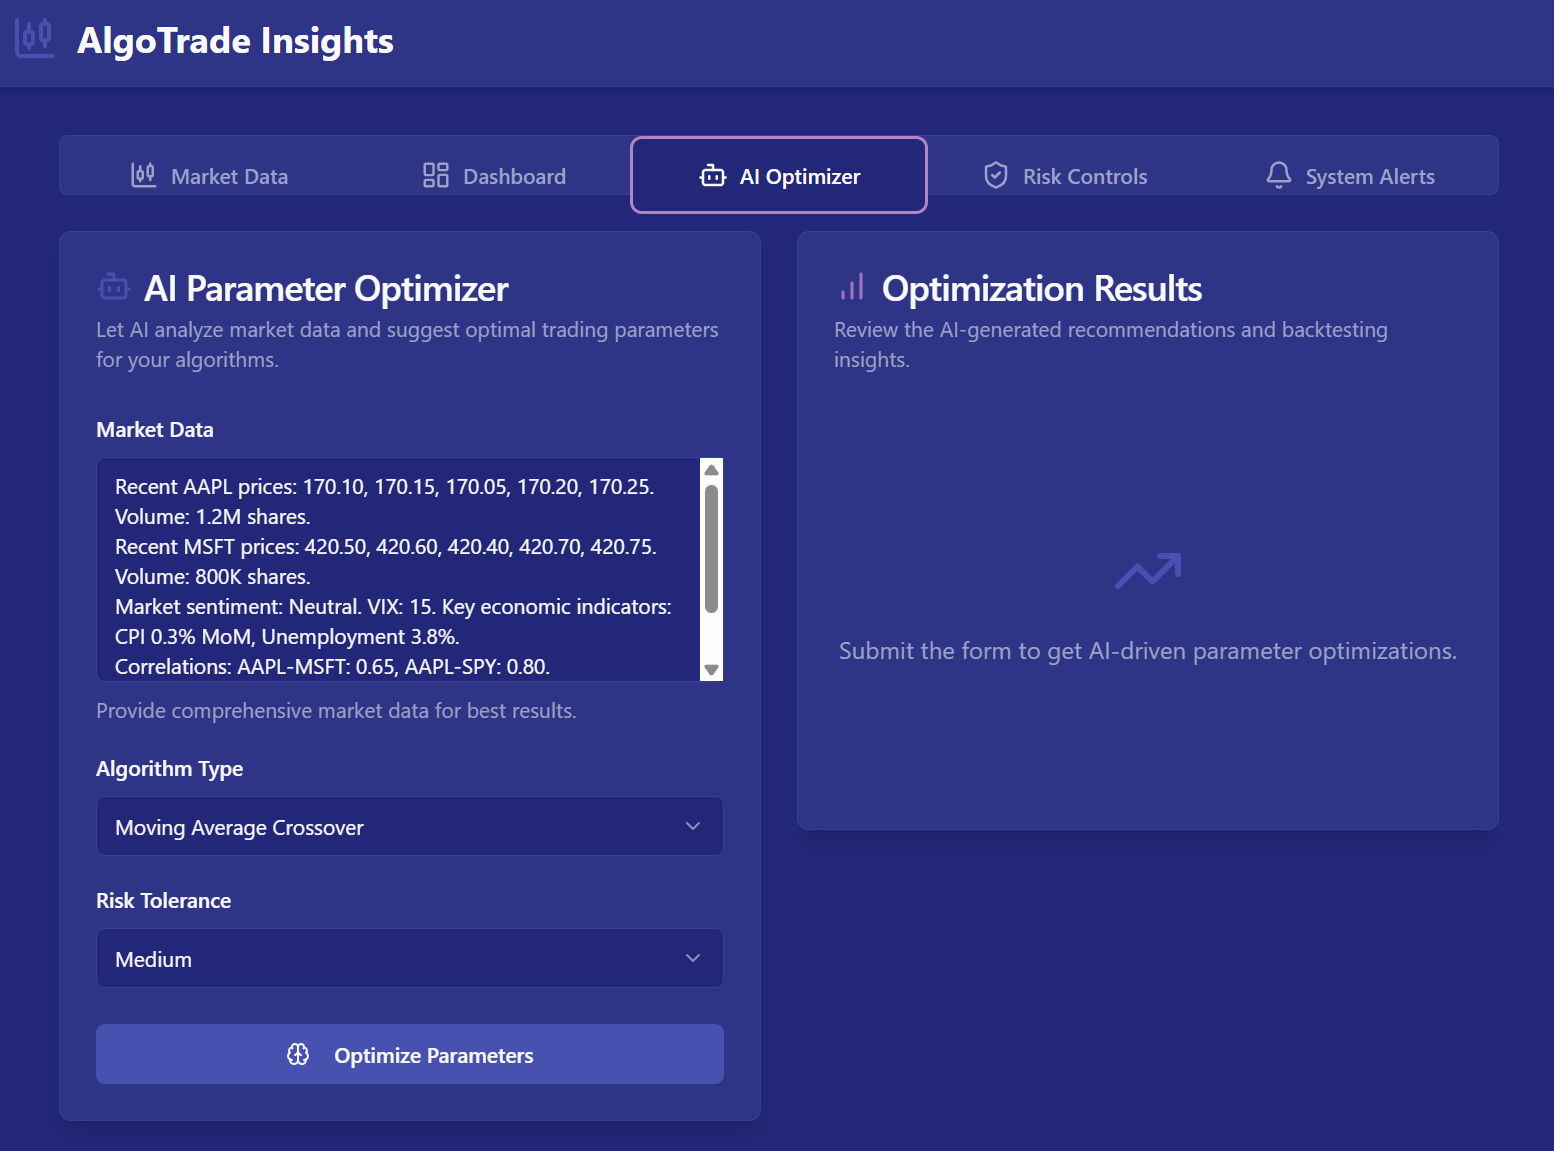 AlgoTrade Insights
Market Data
Dashboard
AI Optimizer
Risk Controls
System Alerts
AI Parameter Optimizer
Let AI analyze market data and suggest optimal trading parameters
for your algorithms.
Market Data
Recent AAPL prices: 170.10, 170.15, 170.05, 170.20, 170.25.
Volume: 1.2M shares.
Recent MSFT prices: 420.50, 420.60, 420.40, 420.70, 420.75.
Volume: 800K shares.
Market sentiment: Neutral. VIX: 15. Key economic indicators:
CPI 0.3% MoM, Unemployment 3.8%.
Correlations: AAPL-MSFT: 0.65, AAPL-SPY: 0.80.
Provide comprehensive market data for best results.
Algorithm Type
Moving Average Crossover
Risk Tolerance
Medium
Optimize Parameters
Optimization Results
Review the AI-generated recommendations and backtesting
insights.
Submit the form to get AI-driven parameter optimizations.